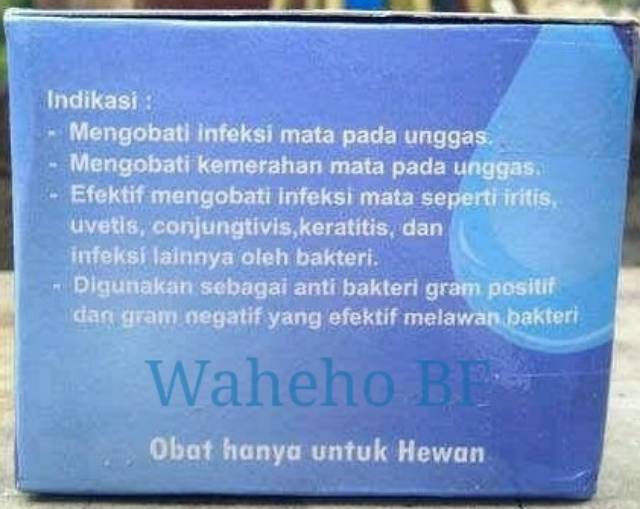 Indikasi :
- Mengobati infeksi mata pada unggas.
- Mengobati kemerahan mata pada unggas.
- Efektif mengobati infeksi mata seperti iritis,
uvetis, conjungtivis,keratitis, dan
infeksi lainnya oleh bakteri.
- Digunakan sebagai anti bakteri gram positif
dan gram negatif yang efektif melawan bakteri
Waheho BF
Obat hanya untuk Hewan